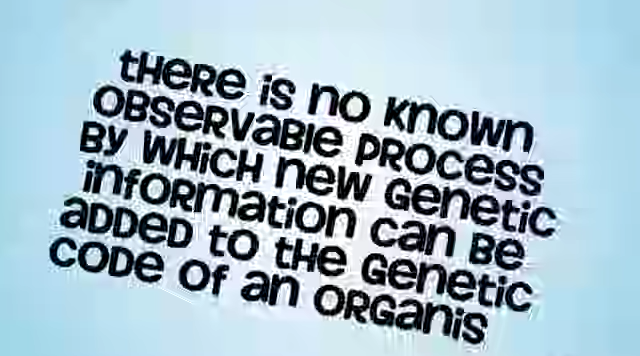 tHeRe is no known
OBSeRvaBle pROCess
By wHiCH new Genetic
infORmation can Be
aDDeD to tHe Genetic
CODe Of an ORGanis